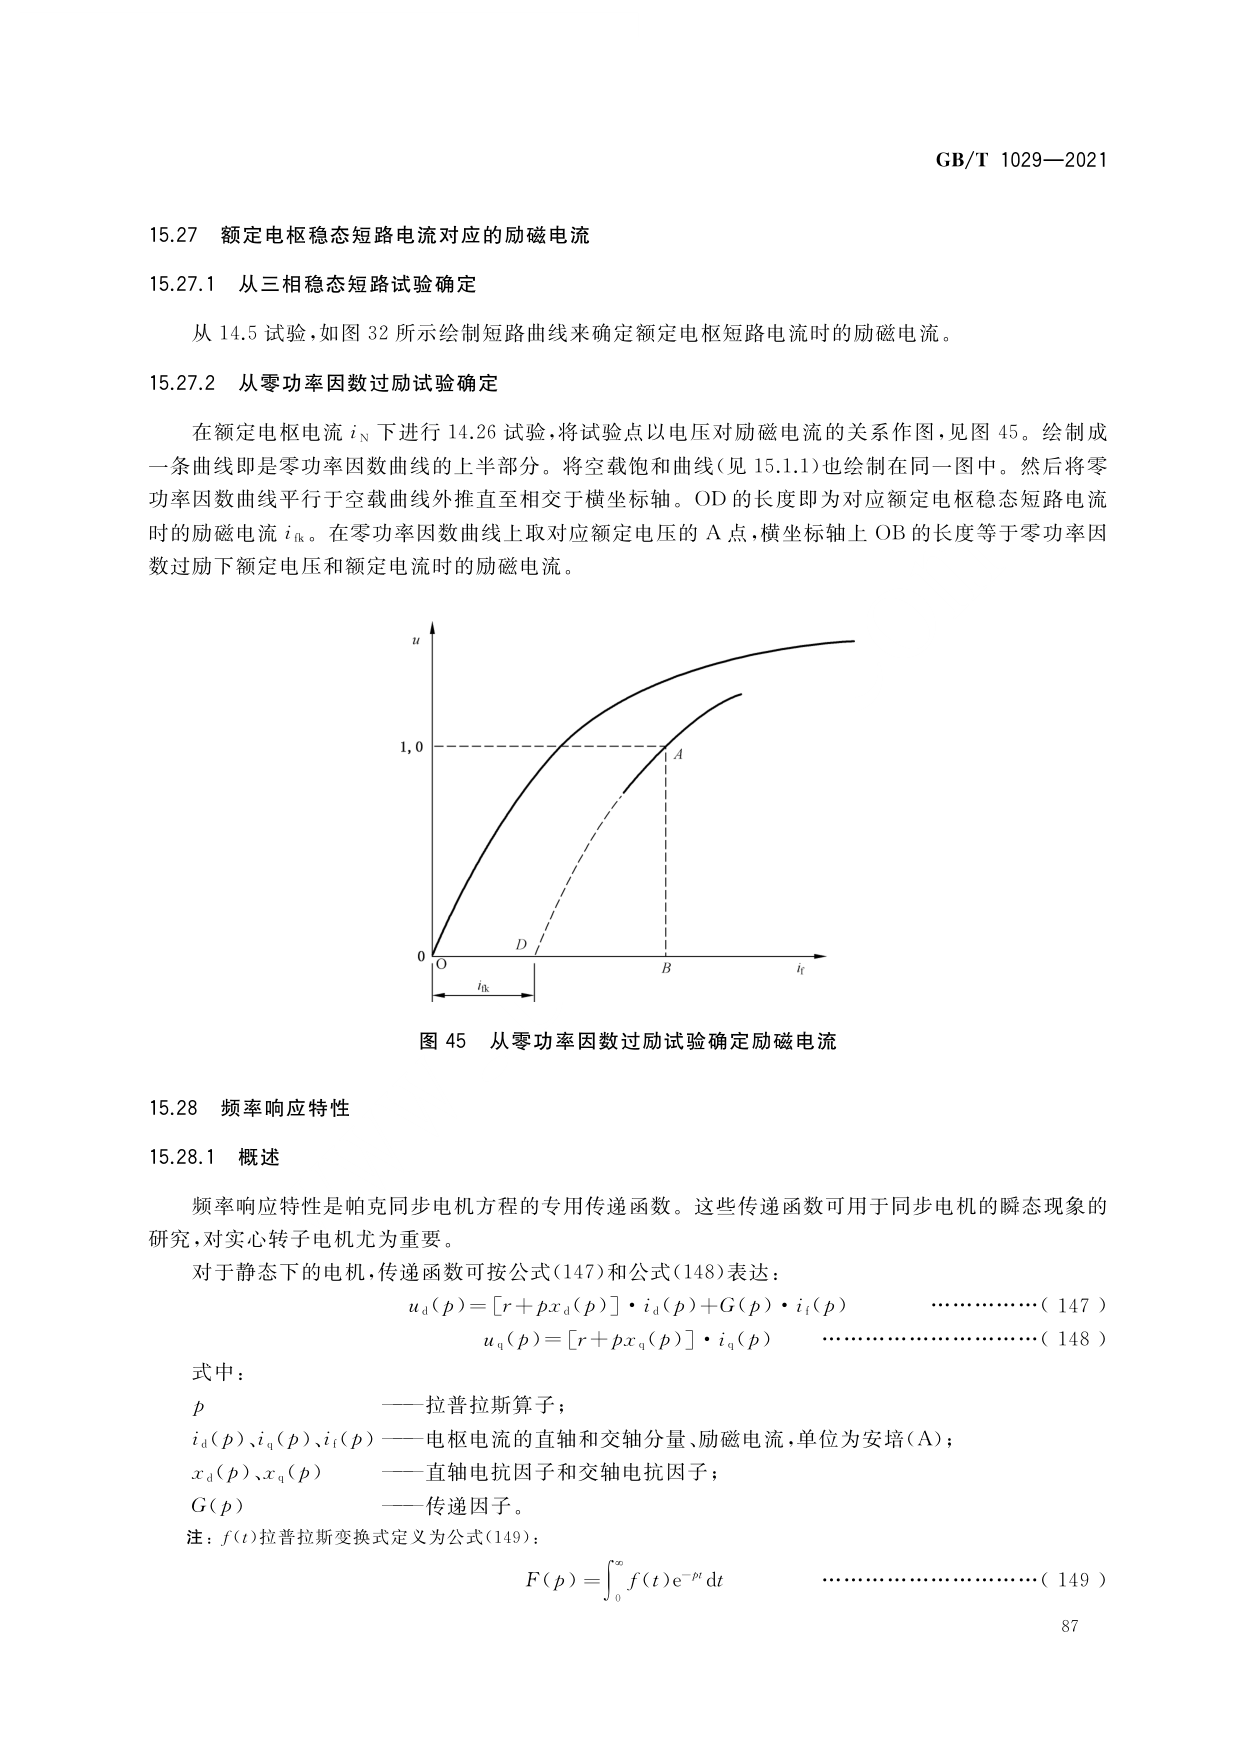 GB/T 1029—2021
15.27 额定电枢稳态短路电流对应的励磁电流
15.27.1 从三相稳态短路试验确定
从 14.5 试验,如图 32 所示绘制短路曲线来确定额定电枢短路电流时的励磁电流。
15.27.2 从零功率因数过励试验确定
在额定电枢电流 iN 下进行 14.26 试验,将试验点以电压对励磁电流的关系作图,见图 45。绘制成
一条曲线即是零功率因数曲线的上半部分。将空载饱和曲线(见 15.1.1)也绘制在同一图中。然后将零
功率因数曲线平行于空载曲线外推直至相交于横坐标轴。OD 的长度即为对应额定电枢稳态短路电流
时的励磁电流 ifk。在零功率因数曲线上取对应额定电压的 A 点,横坐标轴上 OB 的长度等于零功率因
数过励下额定电压和额定电流时的励磁电流。
u
1,0
A
D
0
O
B
if
ifk
图 45 从零功率因数过励试验确定励磁电流
15.28 频率响应特性
15.28.1 概述
频率响应特性是帕克同步电机方程的专用传递函数。这些传递函数可用于同步电机的瞬态现象的
研究,对实心转子电机尤为重要。
对于静态下的电机,传递函数可按公式(147)和公式(148)表达:
ud(p)=[r+pxd(p)]·id(p)+G(p)·if(p) ……………( 147 )
uq(p)=[r+pxq(p)]·iq(p) …………………………( 148 )
式中:
p ——拉普拉斯算子;
id(p)、iq(p)、if(p) ——电枢电流的直轴和交轴分量、励磁电流,单位为安培(A);
xd(p)、xq(p) ——直轴电抗因子和交轴电抗因子;
G(p) ——传递因子。
注: f(t)拉普拉斯变换式定义为公式(149):
F(p)=∫0∞ f(t)e−pt dt …………………………( 149 )
87